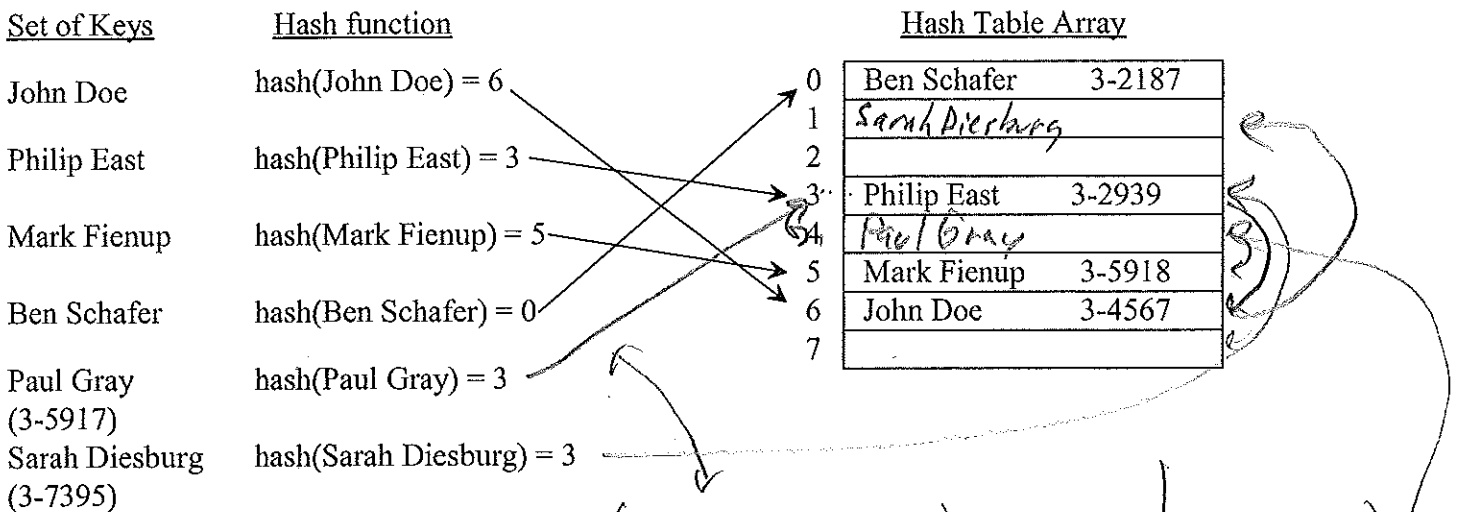 Set of Keys Hash function Hash Table Array
John Doe hash(John Doe) = 6
Philip East hash(Philip East) = 3
Mark Fienup hash(Mark Fienup) = 5
Ben Schafer hash(Ben Schafer) = 0
Paul Gray hash(Paul Gray) = 3
(3-5917)
Sarah Diesburg hash(Sarah Diesburg) = 3
(3-7395)
0 Ben Schafer 3-2187
1 Sarah Diesburg
2
3 Philip East 3-2939
4 Paul Gray
5 Mark Fienup 3-5918
6 John Doe 3-4567
7